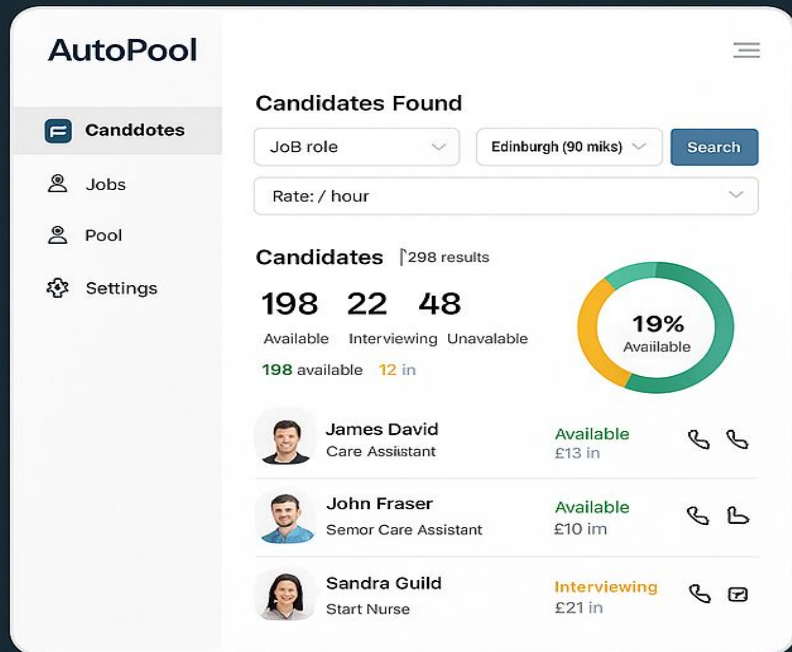 AutoPool
Canddotes
Jobs
Pool
Settings
Candidates Found
JoB role
Edinburgh (90 miks)
Search
Rate: / hour
Candidates 298 results
198 22 48
Available Interviewing Unavalable
198 available 12 in
19%
Avaiilable
James David
Care Assiistant
Available
£13 in
John Fraser
Semor Care Assistant
Available
£10 im
Sandra Guild
Start Nurse
Interviewing
£21 in